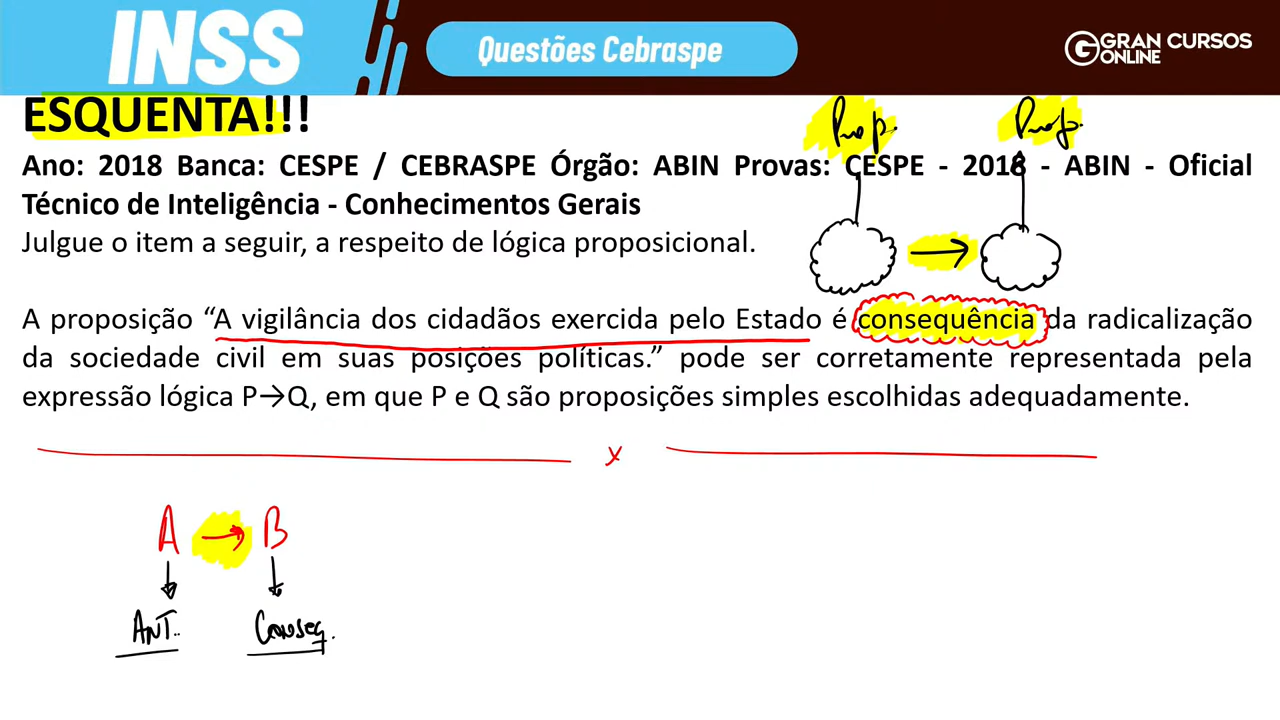 INSS
Questões Cebraspe
GRAN CURSOS
ONLINE
ESQUENTA!!!
Prop.
Prop.
Ano: 2018 Banca: CESPE / CEBRASPE Órgão: ABIN Provas: CESPE - 2018 - ABIN - Oficial
Técnico de Inteligência - Conhecimentos Gerais
Julgue o item a seguir, a respeito de lógica proposicional.
→
A proposição “A vigilância dos cidadãos exercida pelo Estado é consequência da radicalização
da sociedade civil em suas posições políticas.” pode ser corretamente representada pela
expressão lógica P→Q, em que P e Q são proposições simples escolhidas adequadamente.
x
A → B
ANT.. Conseq.